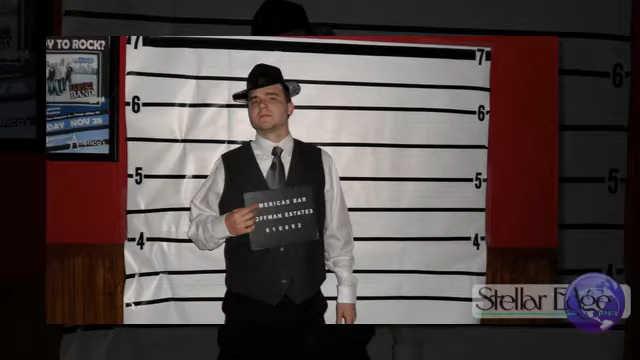 Y TO ROCK?
BAND
DAY NOV 25
America's
7
7
6
6
5
5
4
4
MERICAS BAR
OFFMAN ESTATES
010692
6
5
Stellar Edge